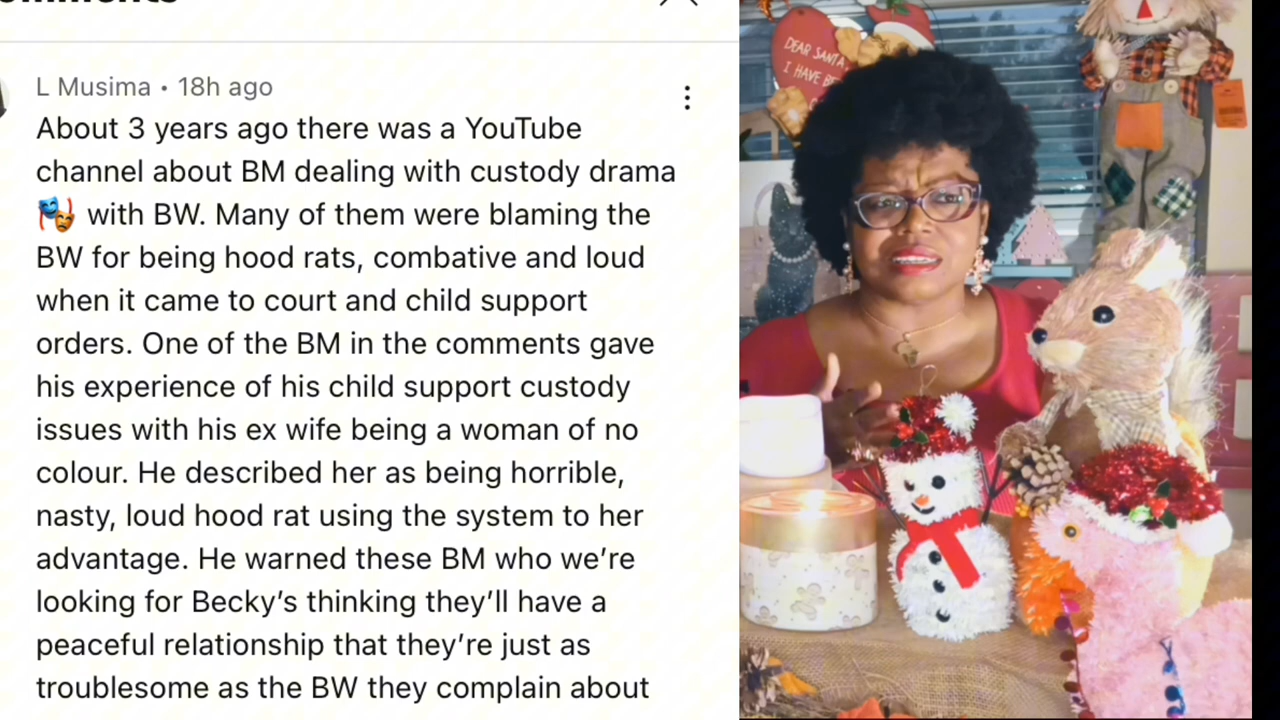 L Musima • 18h ago
About 3 years ago there was a YouTube
channel about BM dealing with custody drama
🎭 with BW. Many of them were blaming the
BW for being hood rats, combative and loud
when it came to court and child support
orders. One of the BM in the comments gave
his experience of his child support custody
issues with his ex wife being a woman of no
colour. He described her as being horrible,
nasty, loud hood rat using the system to her
advantage. He warned these BM who we’re
looking for Becky’s thinking they’ll have a
peaceful relationship that they’re just as
troublesome as the BW they complain about
DEAR SANTA,
I HAVE